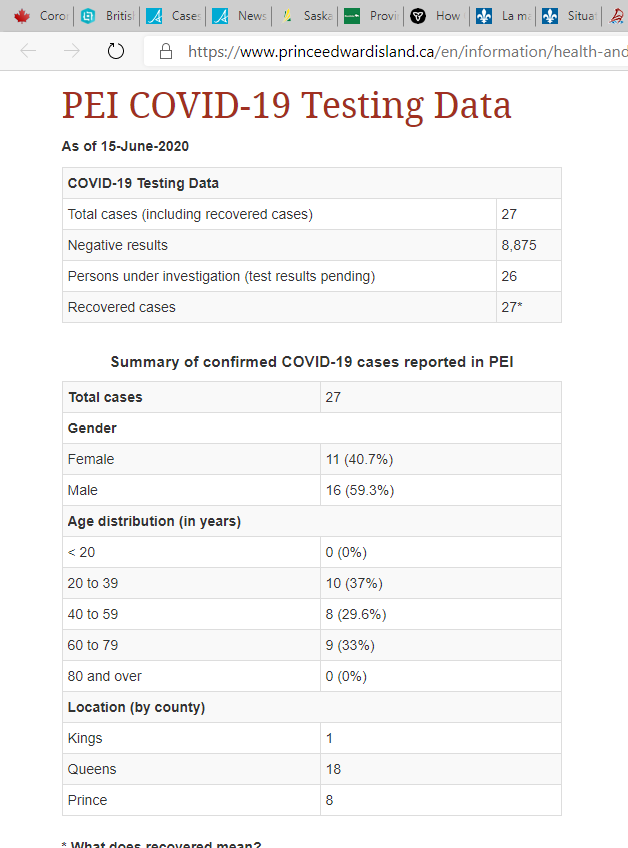 Coror Britisl Cases News Saska Provi How La ma Situat
https://www.princeedwardisland.ca/en/information/health-and
PEI COVID-19 Testing Data
As of 15-June-2020
COVID-19 Testing Data
Total cases (including recovered cases) 27
Negative results 8,875
Persons under investigation (test results pending) 26
Recovered cases 27*
Summary of confirmed COVID-19 cases reported in PEI
Total cases 27
Gender
Female 11 (40.7%)
Male 16 (59.3%)
Age distribution (in years)
< 20 0 (0%)
20 to 39 10 (37%)
40 to 59 8 (29.6%)
60 to 79 9 (33%)
80 and over 0 (0%)
Location (by county)
Kings 1
Queens 18
Prince 8
* What does recovered mean?